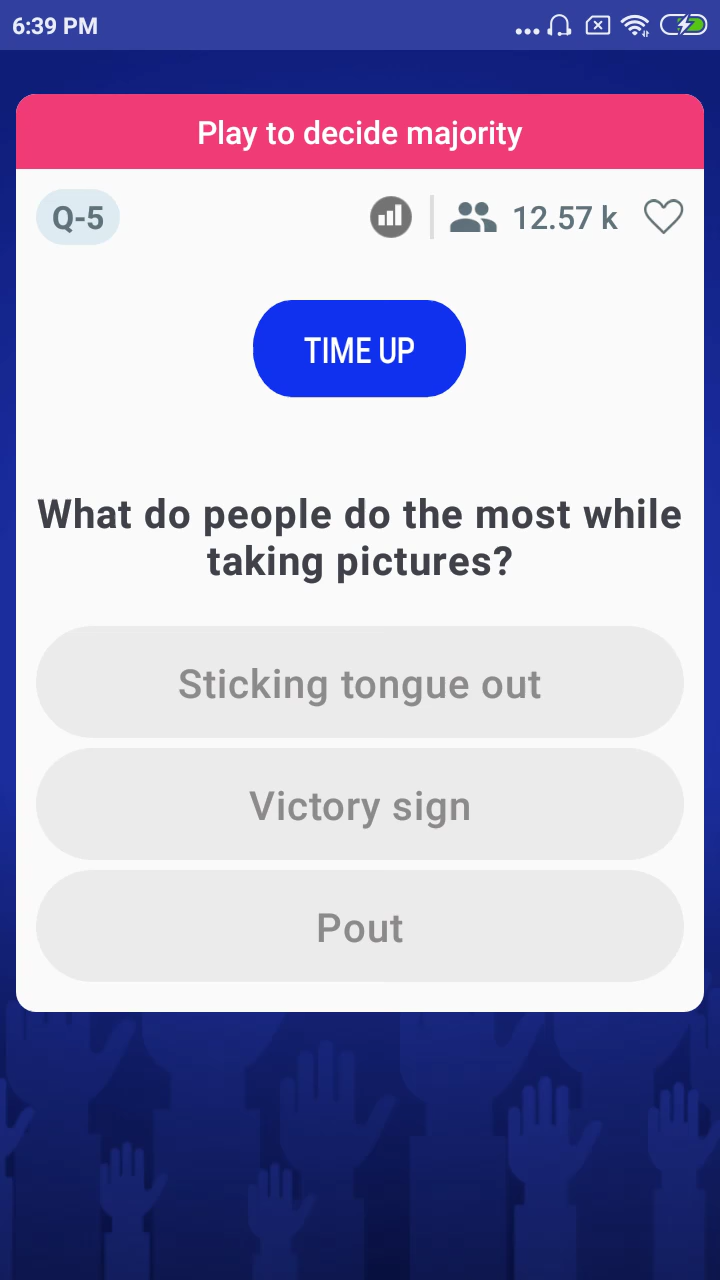 6:39 PM
Play to decide majority
Q-5
12.57 k
TIME UP
What do people do the most while
taking pictures?
Sticking tongue out
Victory sign
Pout